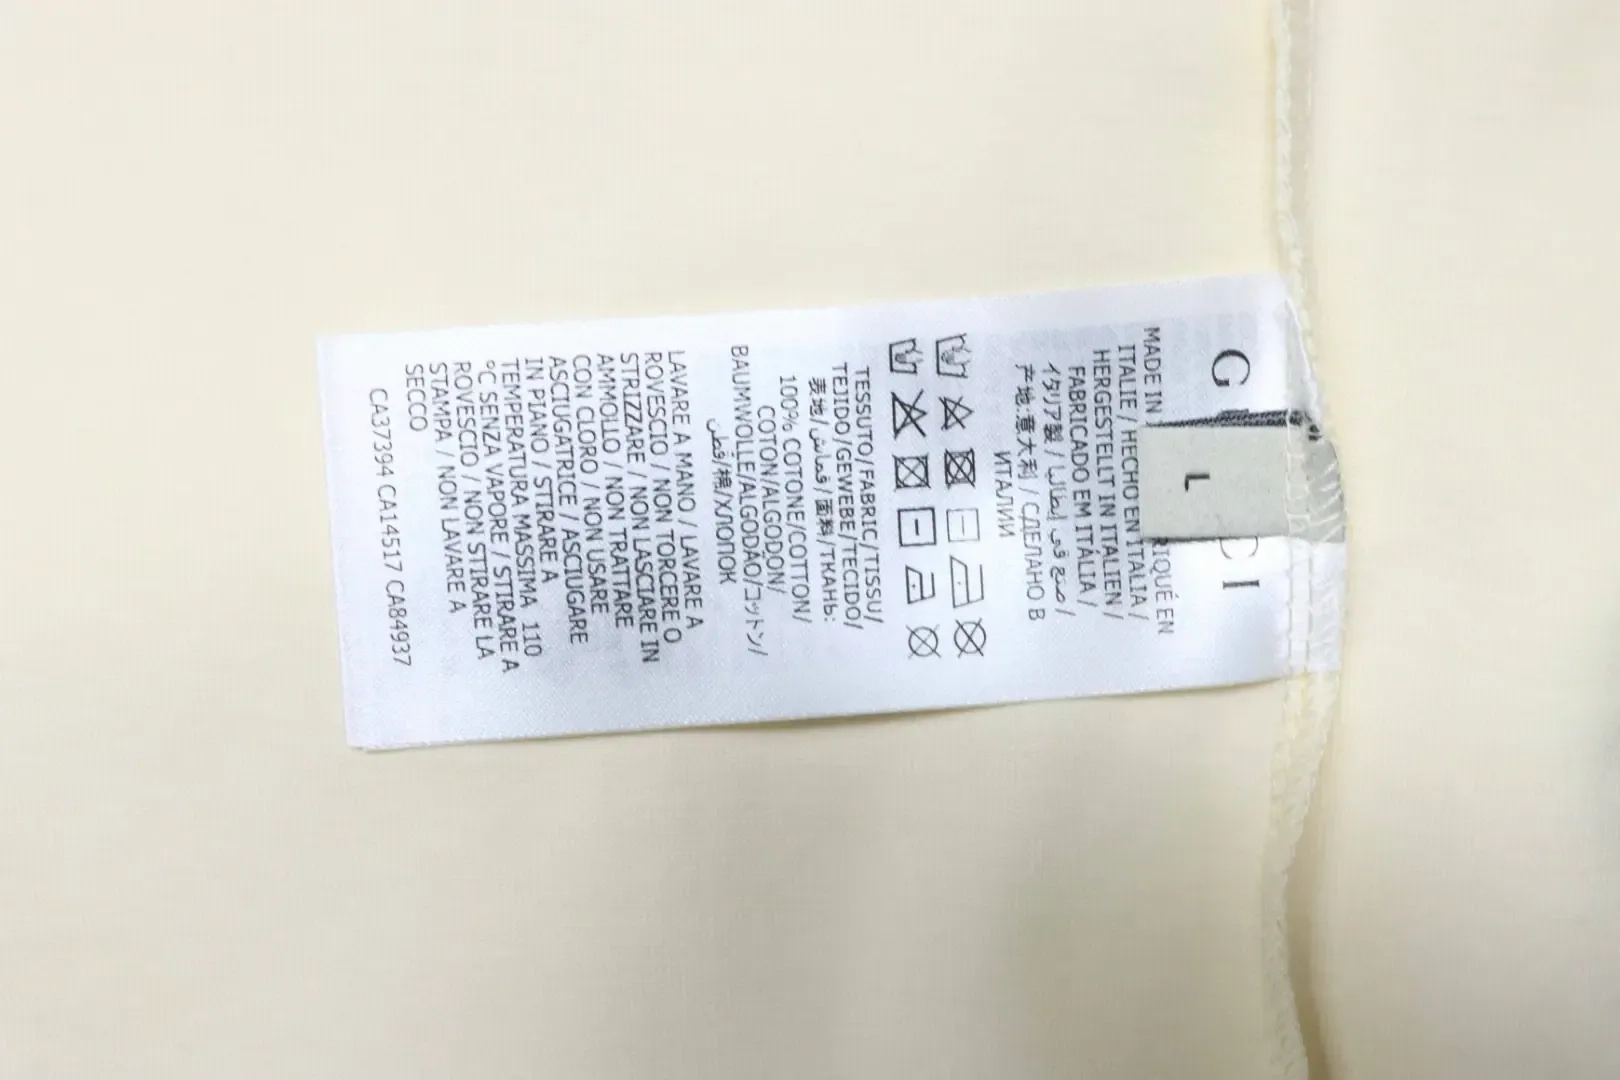 G CI
L
MADE IN RIQUÉ EN
ITALIE / HECHO EN ITALIA /
HERGESTELLT IN ITALIEN /
FABRICADO EM ITÁLIA /
イタリア製 / صنع في إيطاليا /
产地:意大利 / СДЕЛАНО В
ИТАЛИИ
TESSUTO/FABRIC/TISSU/
TEJIDO/GEWEBE/TECIDO/
表地/قماش/面料/ТКАНЬ:
100% COTONE/COTTON/
COTON/ALGODÓN/
BAUMWOLLE/ALGODÃO/コットン/
قطن/棉/ХЛОПОК
LAVARE A MANO / LAVARE A
ROVESCIO / NON TORCERE O
STRIZZARE / NON LASCIARE IN
AMMOLLO / NON TRATTARE
CON CLORO / NON USARE
ASCIUGATRICE / ASCIUGARE
IN PIANO / STIRARE A
TEMPERATURA MASSIMA 110
°C SENZA VAPORE / STIRARE A
ROVESCIO / NON STIRARE LA
STAMPA / NON LAVARE A
SECCO
CA37394 CA14517 CA84937